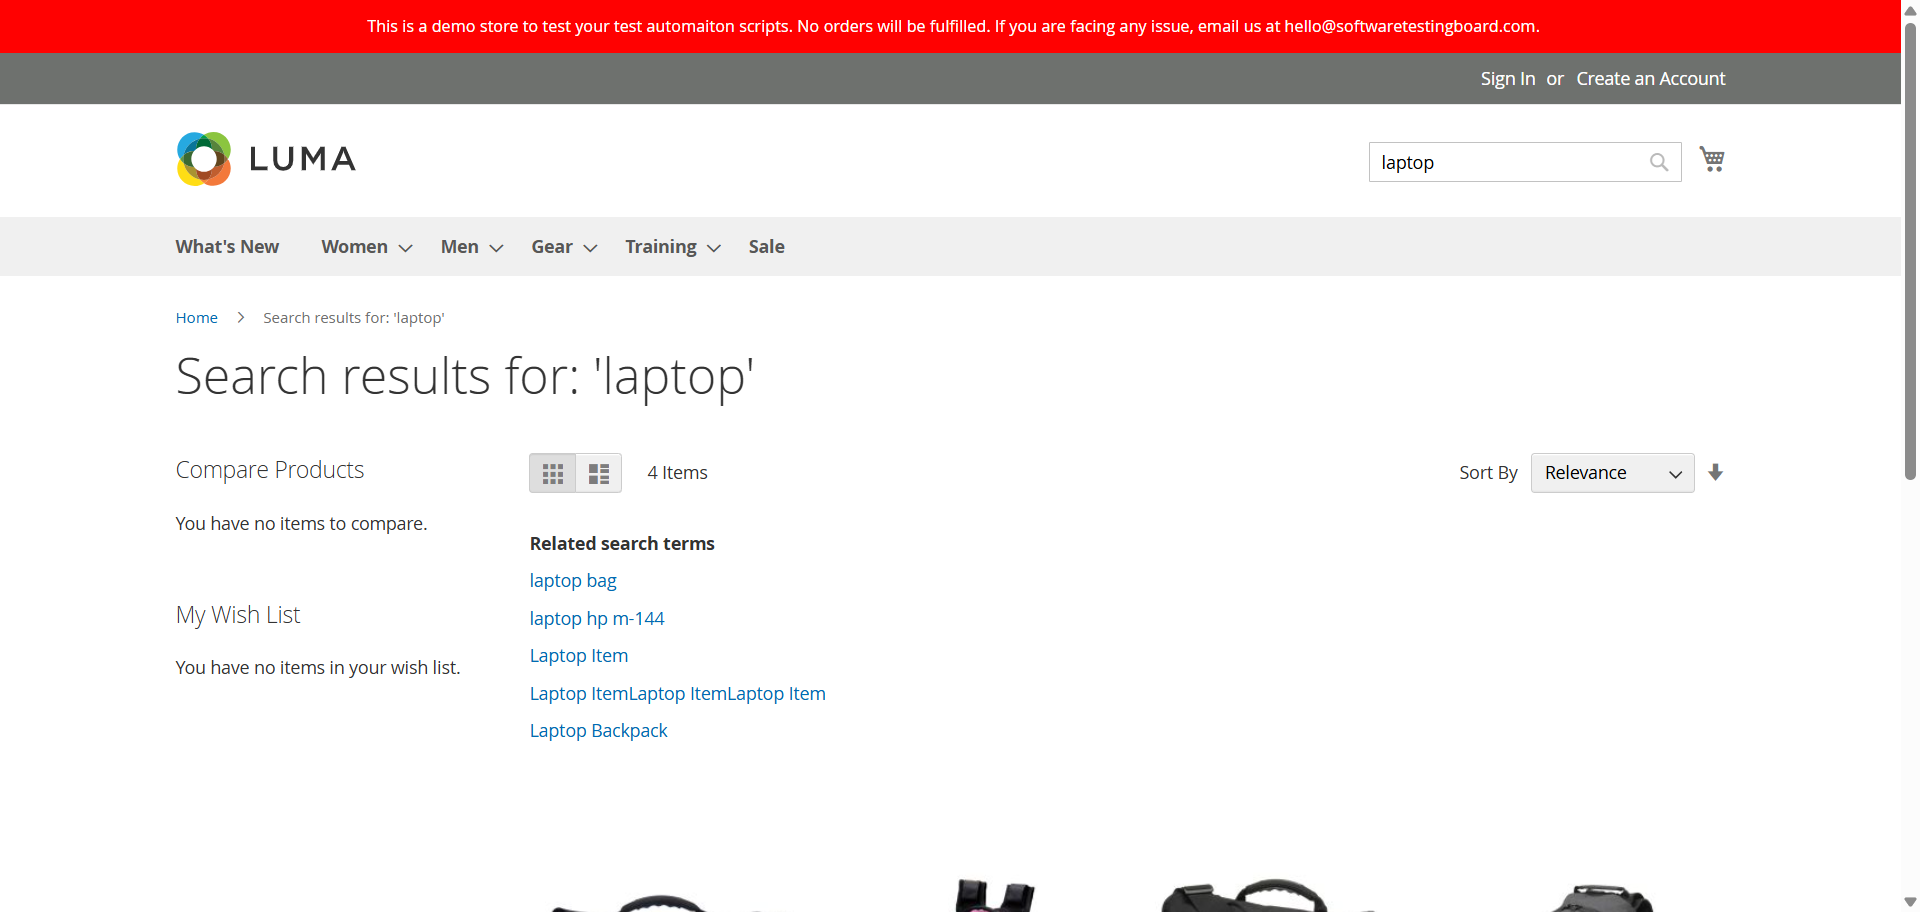 This is a demo store to test your test automaiton scripts. No orders will be fulfilled. If you are facing any issue, email us at hello@softwaretestingboard.com.
Sign In or Create an Account
LUMA
laptop
What's New Women Men Gear Training Sale
Home Search results for: 'laptop'
Search results for: 'laptop'
Compare Products
You have no items to compare.
My Wish List
You have no items in your wish list.
4 Items
Sort By Relevance
Related search terms
laptop bag
laptop hp m-144
Laptop Item
Laptop ItemLaptop ItemLaptop Item
Laptop Backpack